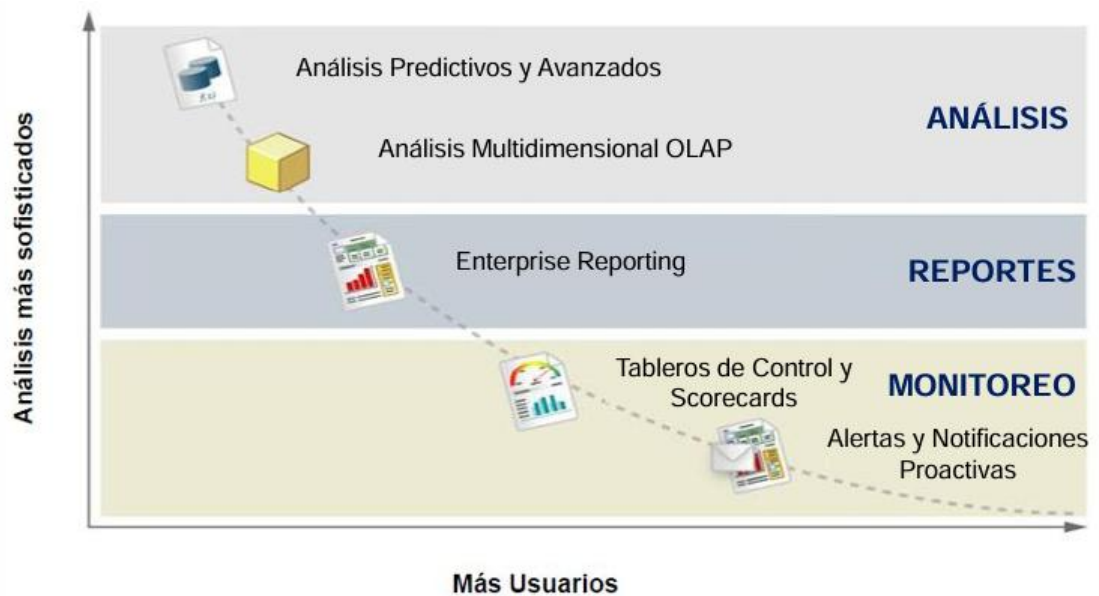 Análisis más sofisticados
Análisis Predictivos y Avanzados
ANÁLISIS
Análisis Multidimensional OLAP
Enterprise Reporting
REPORTES
Tableros de Control y
Scorecards
MONITOREO
Alertas y Notificaciones
Proactivas
Más Usuarios